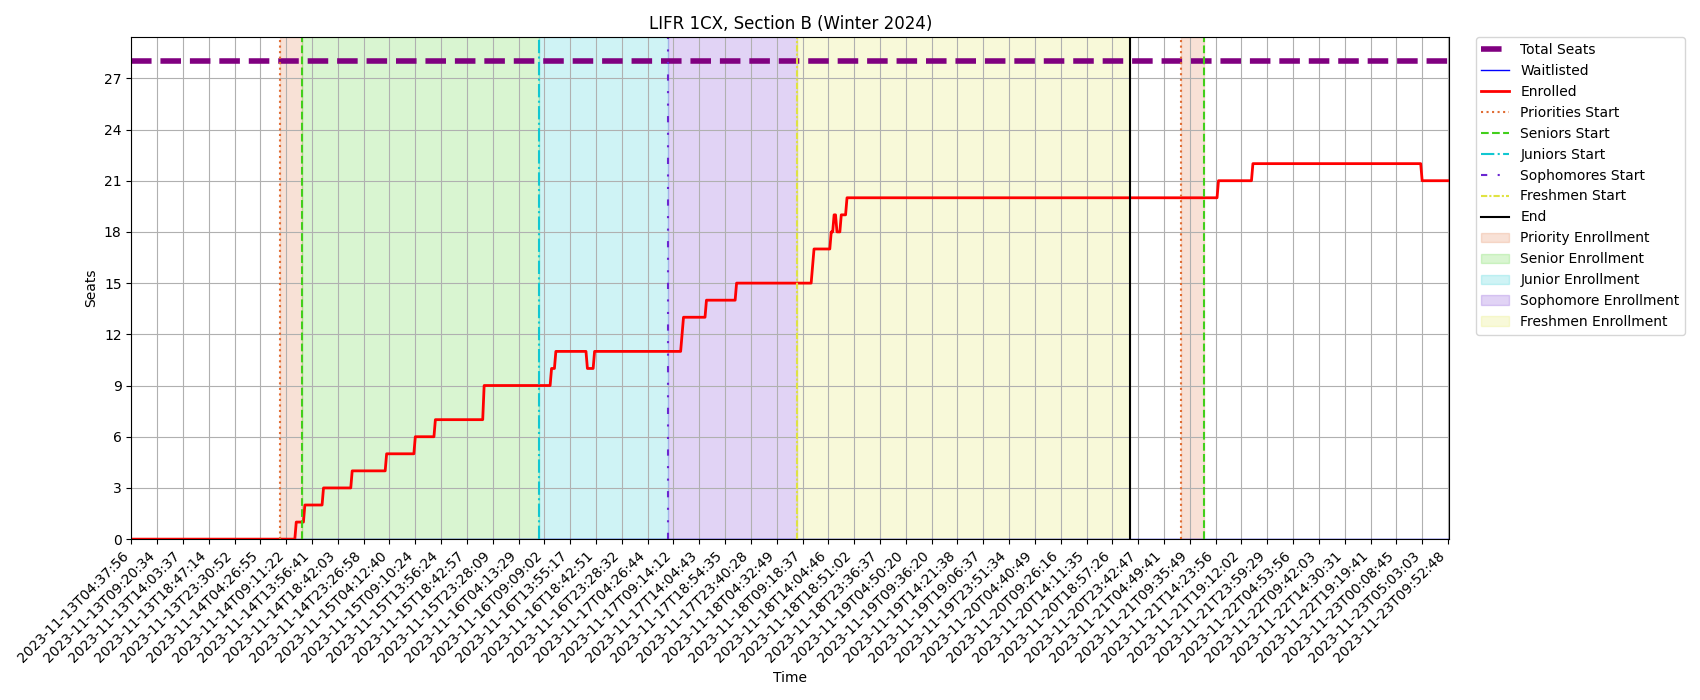 LIFR 1CX, Section B (Winter 2024)
Seats
27
24
21
18
15
12
9
6
3
0
2023-11-13T04:37:56
2023-11-13T09:20:34
2023-11-13T14:03:37
2023-11-13T18:47:14
2023-11-13T23:30:52
2023-11-14T04:26:55
2023-11-14T09:11:22
2023-11-14T13:56:41
2023-11-14T18:42:03
2023-11-14T23:26:58
2023-11-15T04:12:40
2023-11-15T09:10:24
2023-11-15T13:56:24
2023-11-15T18:42:57
2023-11-15T23:28:09
2023-11-16T04:13:29
2023-11-16T09:09:02
2023-11-16T13:55:17
2023-11-16T18:42:51
2023-11-16T23:28:32
2023-11-17T04:26:44
2023-11-17T09:14:12
2023-11-17T14:04:43
2023-11-17T18:54:35
2023-11-17T23:40:28
2023-11-18T04:32:49
2023-11-18T09:18:37
2023-11-18T14:04:46
2023-11-18T18:51:02
2023-11-18T23:36:37
2023-11-19T04:50:20
2023-11-19T09:36:20
2023-11-19T14:21:38
2023-11-19T19:06:37
2023-11-19T23:51:34
2023-11-20T04:40:49
2023-11-20T09:26:16
2023-11-20T14:11:35
2023-11-20T18:57:26
2023-11-20T23:42:47
2023-11-21T04:49:41
2023-11-21T09:35:49
2023-11-21T14:23:56
2023-11-21T19:12:02
2023-11-21T23:59:29
2023-11-22T04:53:56
2023-11-22T09:42:03
2023-11-22T14:30:31
2023-11-22T19:19:41
2023-11-23T00:08:45
2023-11-23T05:03:03
2023-11-23T09:52:48
Time
Total Seats
Waitlisted
Enrolled
Priorities Start
Seniors Start
Juniors Start
Sophomores Start
Freshmen Start
End
Priority Enrollment
Senior Enrollment
Junior Enrollment
Sophomore Enrollment
Freshmen Enrollment